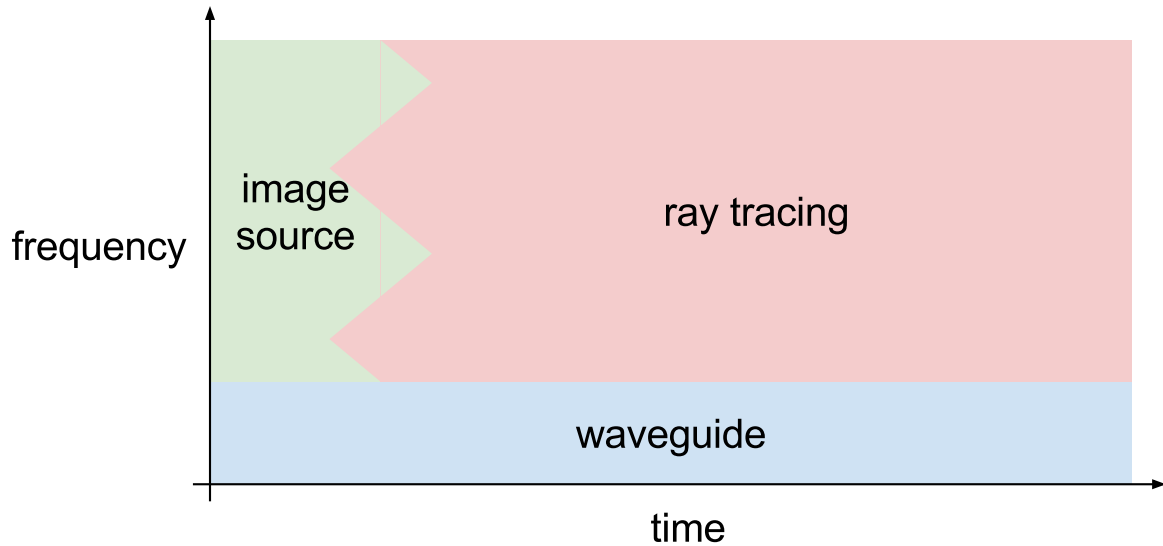 image
source
ray tracing
frequency
waveguide
time